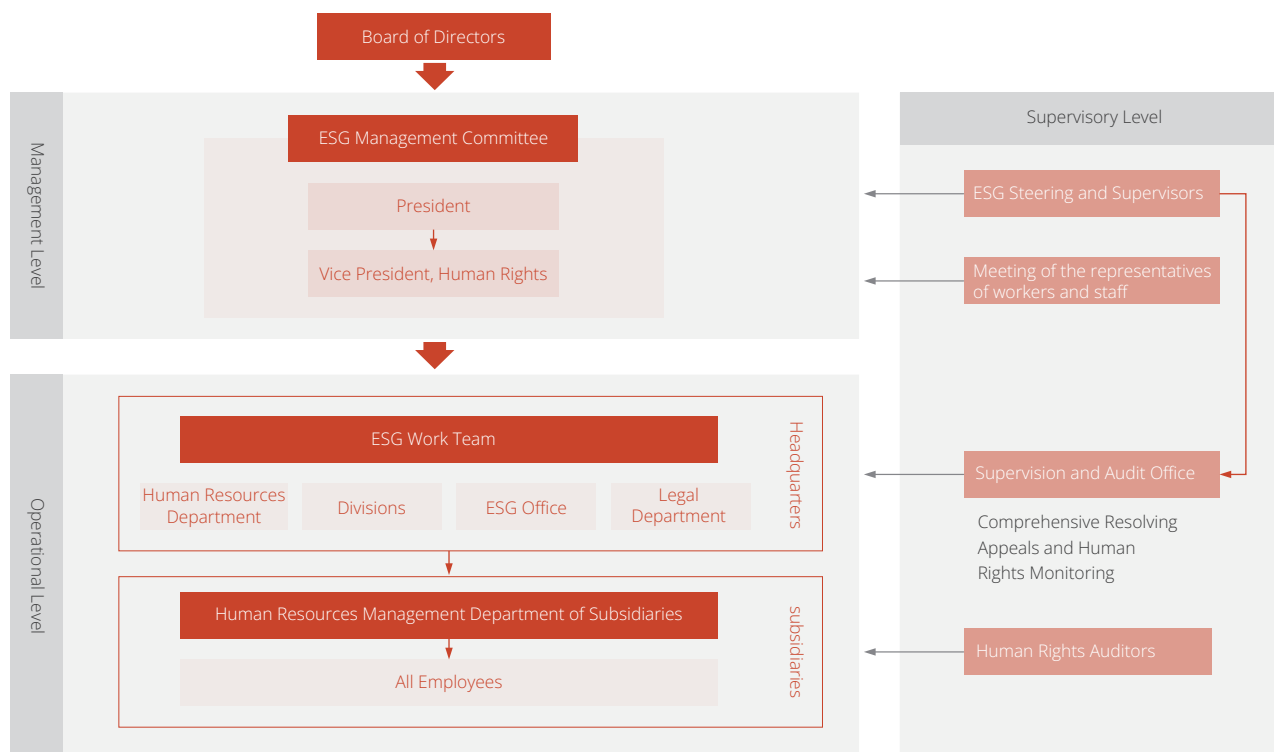 Board of Directors
Management Level
ESG Management Committee
President
Vice President, Human Rights
Operational Level
ESG Work Team
Human Resources
Department
Divisions
ESG Office
Legal
Department
Headquarters
Human Resources Management Department of Subsidiaries
All Employees
subsidiaries
Supervisory Level
ESG Steering and Supervisors
Meeting of the representatives
of workers and staff
Supervision and Audit Office
Comprehensive Resolving
Appeals and Human
Rights Monitoring
Human Rights Auditors